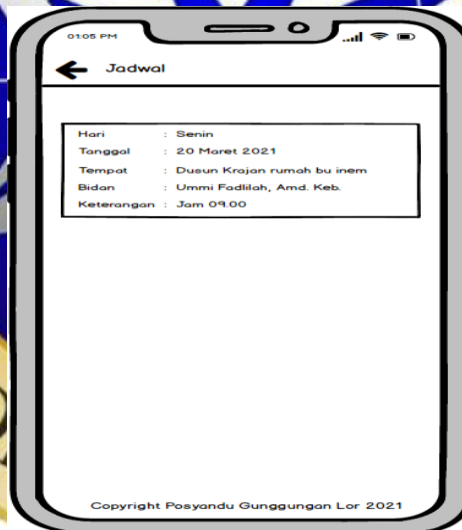 01:05 PM
Jadwal
Hari : Senin
Tanggal : 20 Maret 2021
Tempat : Dusun Krajan rumah bu inem
Bidan : Ummi Fadlilah, Amd. Keb.
Keterangan : Jam 09.00
Copyright Posyandu Gunggungan Lor 2021